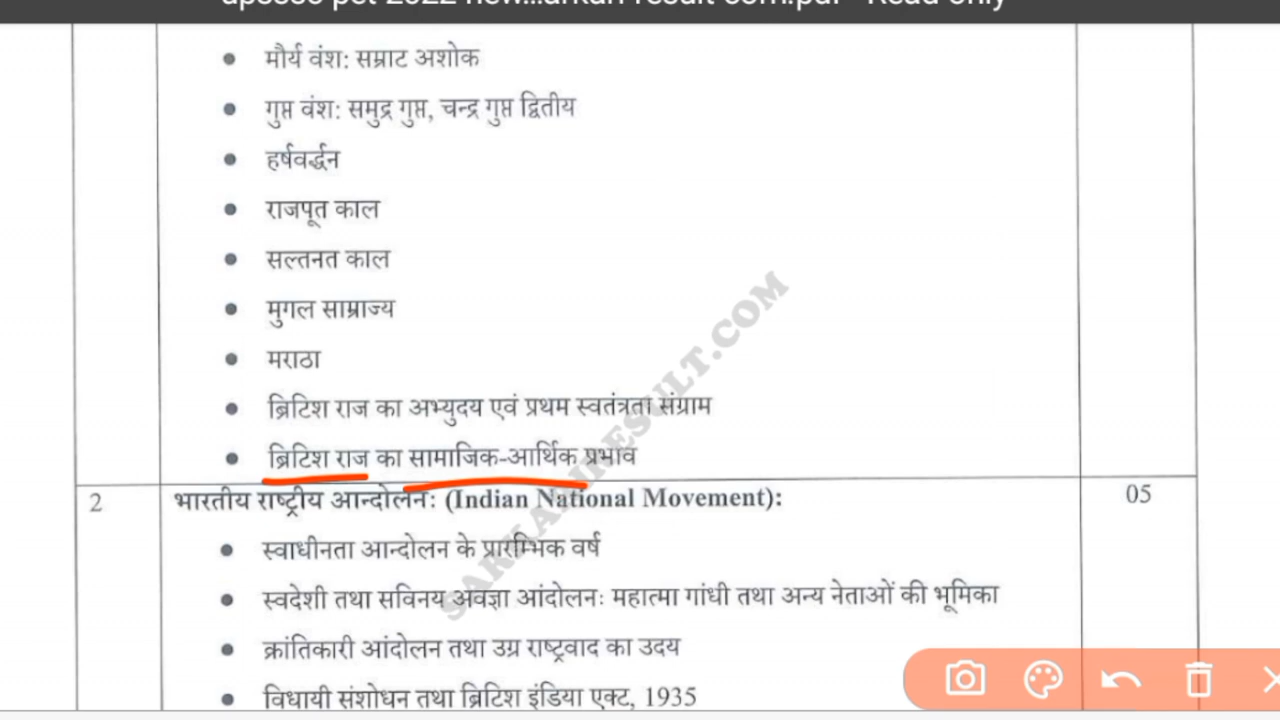 मौर्य वंश: सम्राट अशोक
गुप्त वंश: समुद्र गुप्त, चन्द्र गुप्त द्वितीय
हर्षवर्द्धन
राजपूत काल
सल्तनत काल
मुगल साम्राज्य
मराठा
ब्रिटिश राज का अभ्युदय एवं प्रथम स्वतंत्रता संग्राम
ब्रिटिश राज का सामाजिक-आर्थिक प्रभाव
2 भारतीय राष्ट्रीय आन्दोलन: (Indian National Movement): 05
स्वाधीनता आन्दोलन के प्रारम्भिक वर्ष
स्वदेशी तथा सविनय अवज्ञा आंदोलन: महात्मा गांधी तथा अन्य नेताओं की भूमिका
क्रांतिकारी आंदोलन तथा उग्र राष्ट्रवाद का उदय
विधायी संशोधन तथा ब्रिटिश इंडिया एक्ट, 1935
SARKARIRESULT.COM